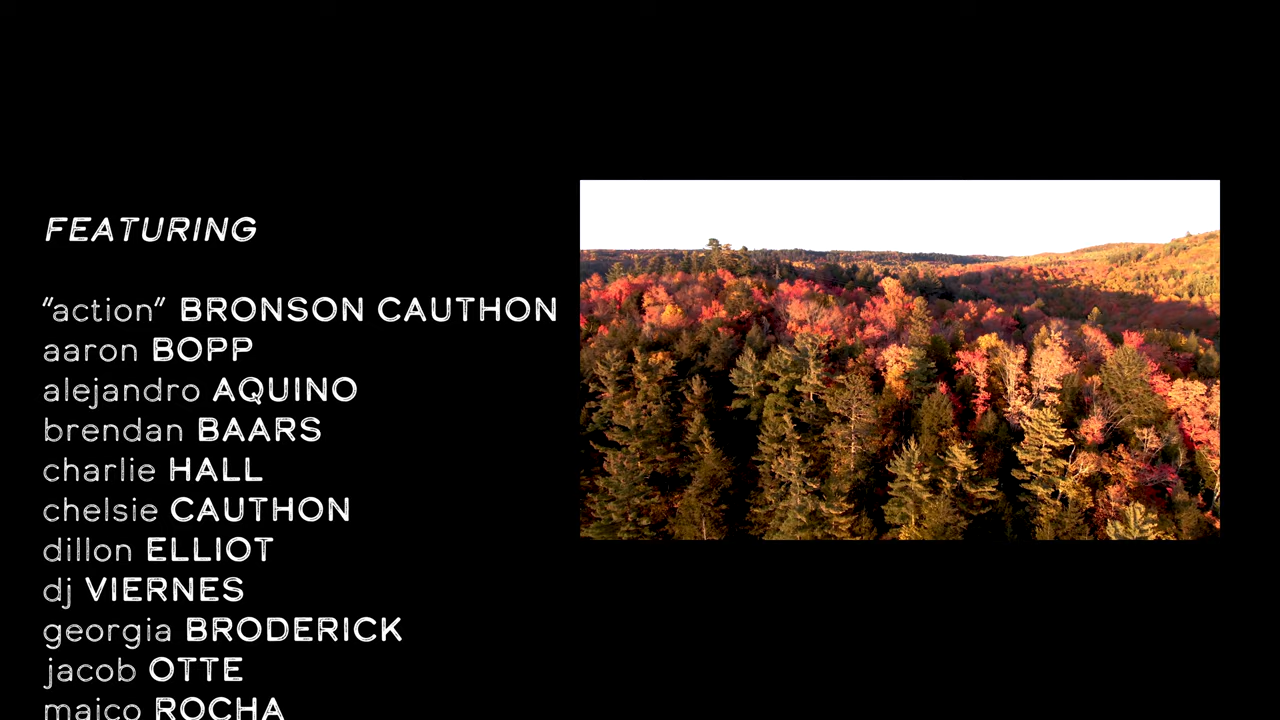 FEATURING
"action" BRONSON CAUTHON
aaron BOPP
alejandro AQUINO
brendan BAARS
charlie HALL
chelsie CAUTHON
dillon ELLIOT
dj VIERNES
georgia BRODERICK
jacob OTTE
maico ROCHA